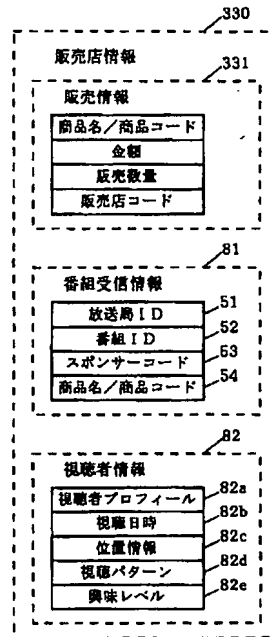 330
販売店情報
331
販売情報
商品名／商品コード
金額
販売数量
販売店コード
81
番組受信情報
放送局ID 51
番組ID 52
スポンサーコード 53
商品名／商品コード 54
82
視聴者情報
視聴者プロフィール 82a
視聴日時 82b
位置情報 82c
視聴パターン 82d
興味レベル 82e